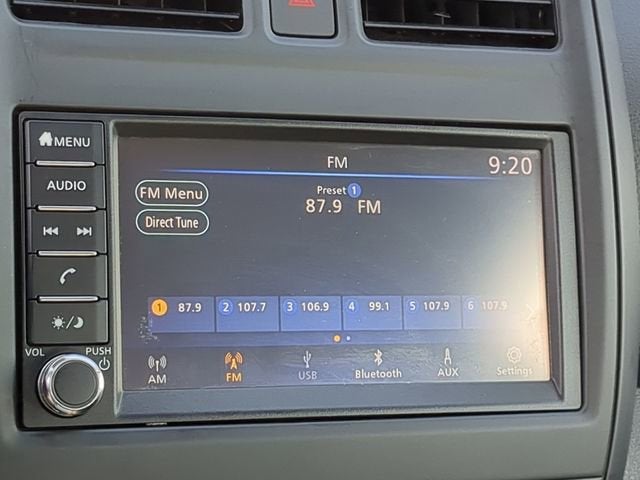 MENU
AUDIO
VOL
PUSH
FM
9:20
FM Menu
Direct Tune
Preset 1
87.9 FM
1 87.9
2 107.7
3 106.9
4 99.1
5 107.9
6 107.9
AM
FM
USB
Bluetooth
AUX
Settings